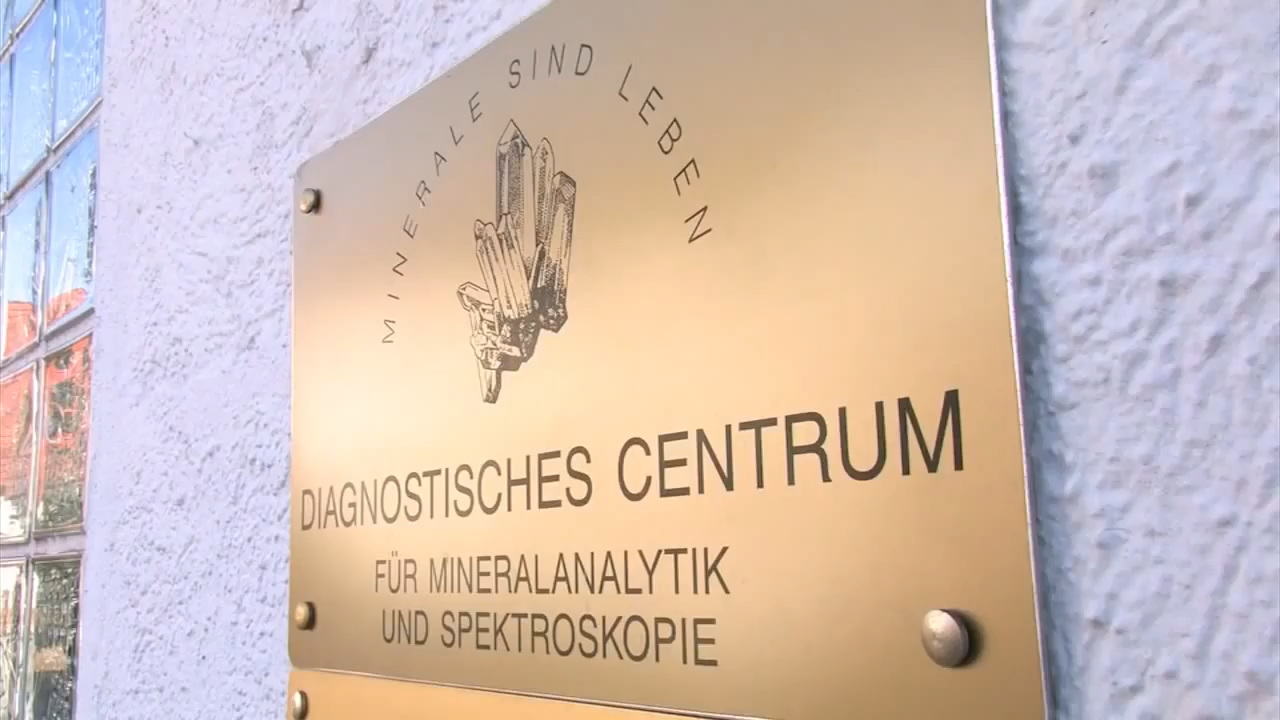 MINERALE SIND LEBEN
DIAGNOSTISCHES CENTRUM
FÜR MINERALANALYTIK
UND SPEKTROSKOPIE